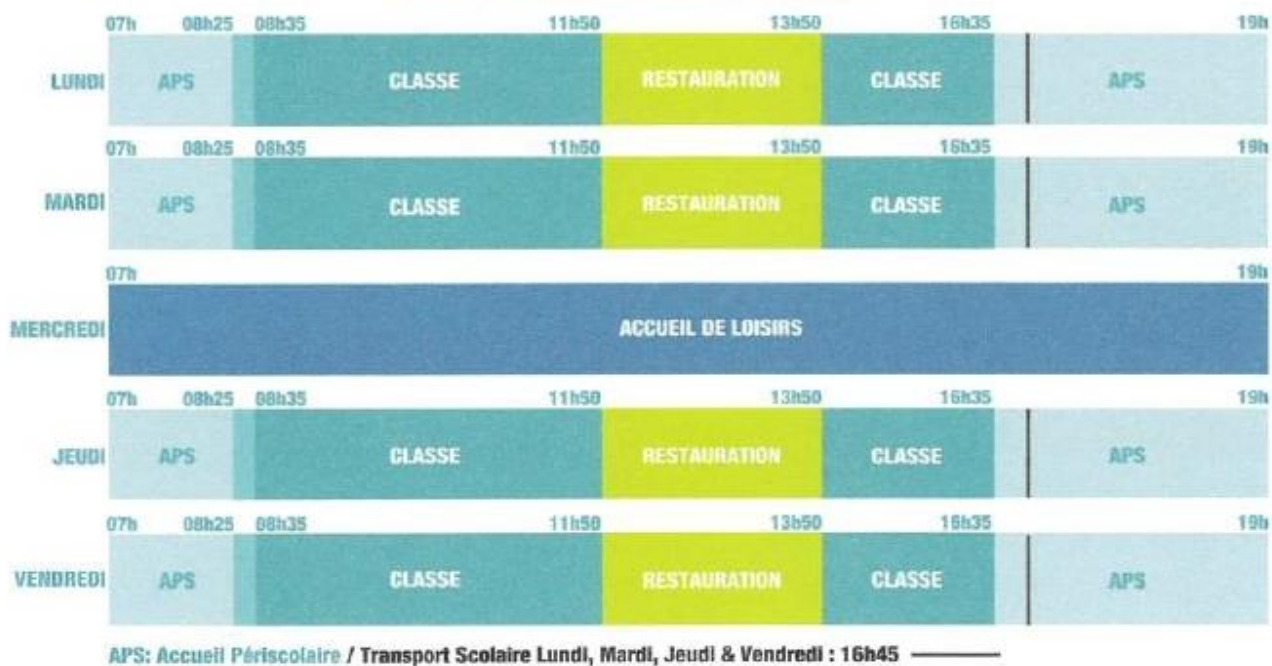 07h 08h25 08h35 11h50 13h50 16h35 19h
LUNDI APS CLASSE RESTAURATION CLASSE APS
07h 08h25 08h35 11h50 13h50 16h35 19h
MARDI APS CLASSE RESTAURATION CLASSE APS
07h 19h
MERCREDI ACCUEIL DE LOISIRS
07h 08h25 08h35 11h50 13h50 16h35 19h
JEUDI APS CLASSE RESTAURATION CLASSE APS
07h 08h25 08h35 11h50 13h50 16h35 19h
VENDREDI APS CLASSE RESTAURATION CLASSE APS
APS: Accueil Périscolaire / Transport Scolaire Lundi, Mardi, Jeudi & Vendredi : 16h45